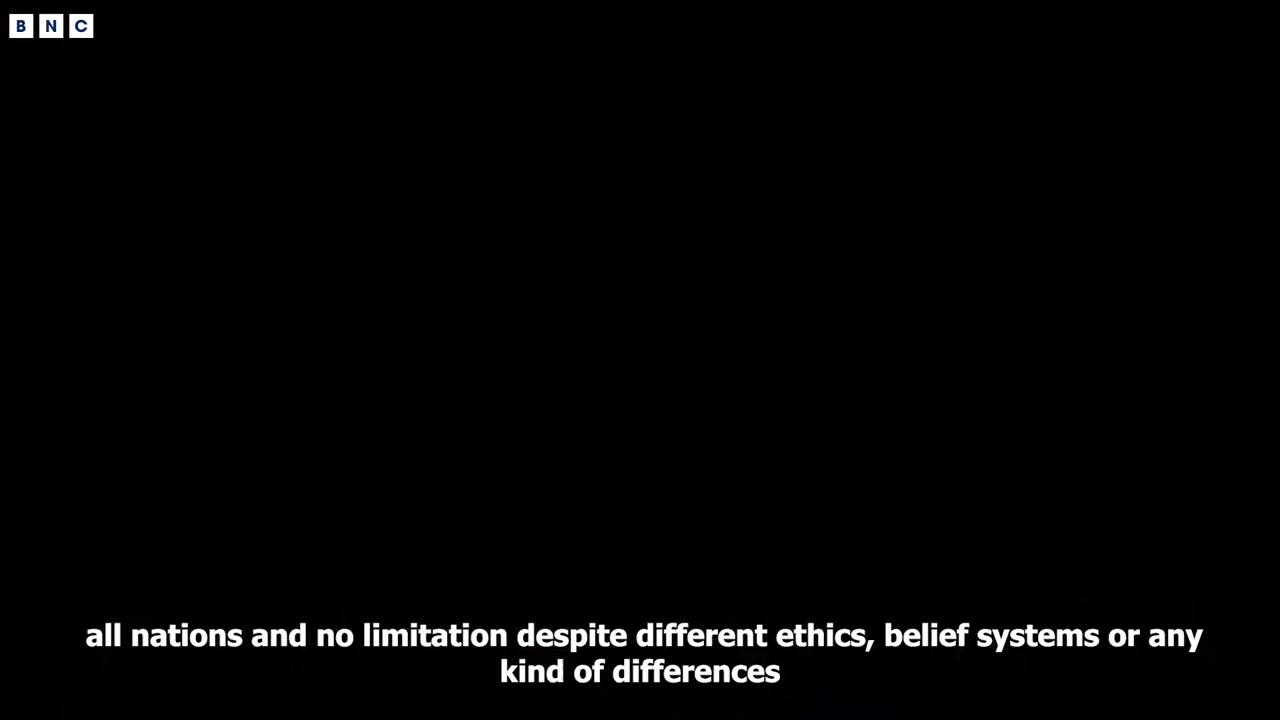 B N C
all nations and no limitation despite different ethics, belief systems or any
kind of differences